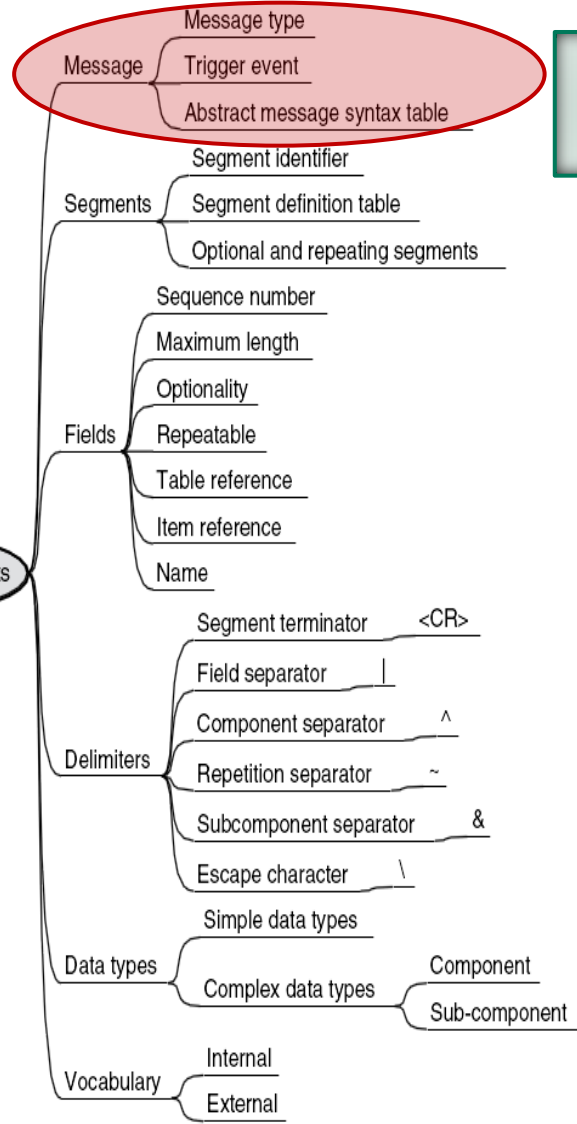 Message
Message type
Trigger event
Abstract message syntax table
Segments
Segment identifier
Segment definition table
Optional and repeating segments
Fields
Sequence number
Maximum length
Optionality
Repeatable
Table reference
Item reference
Name
Delimiters
Segment terminator <CR>
Field separator |
Component separator ^
Repetition separator ~
Subcomponent separator &
Escape character \
Data types
Simple data types
Complex data types
Component
Sub-component
Vocabulary
Internal
External